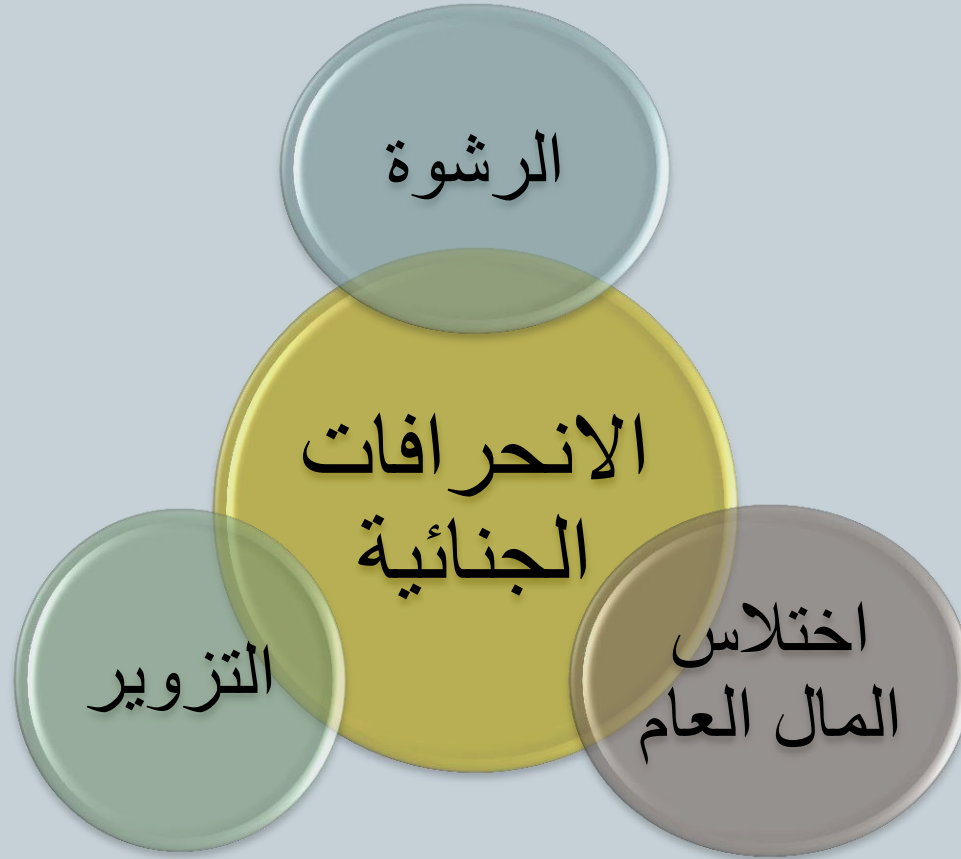 الرشوة
الانحرافات
الجنائية
اختلاس
المال العام
التزوير